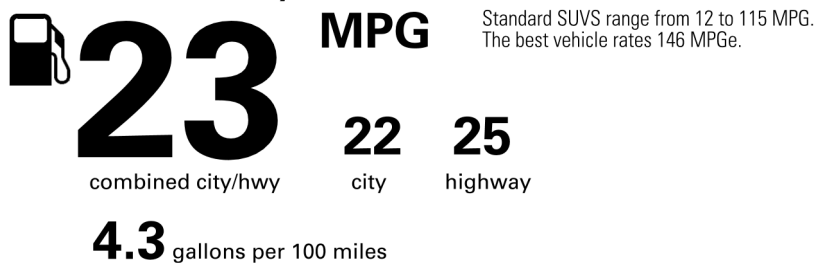 23 MPG
Standard SUVS range from 12 to 115 MPG.
The best vehicle rates 146 MPGe.
22 25
combined city/hwy city highway
4.3 gallons per 100 miles